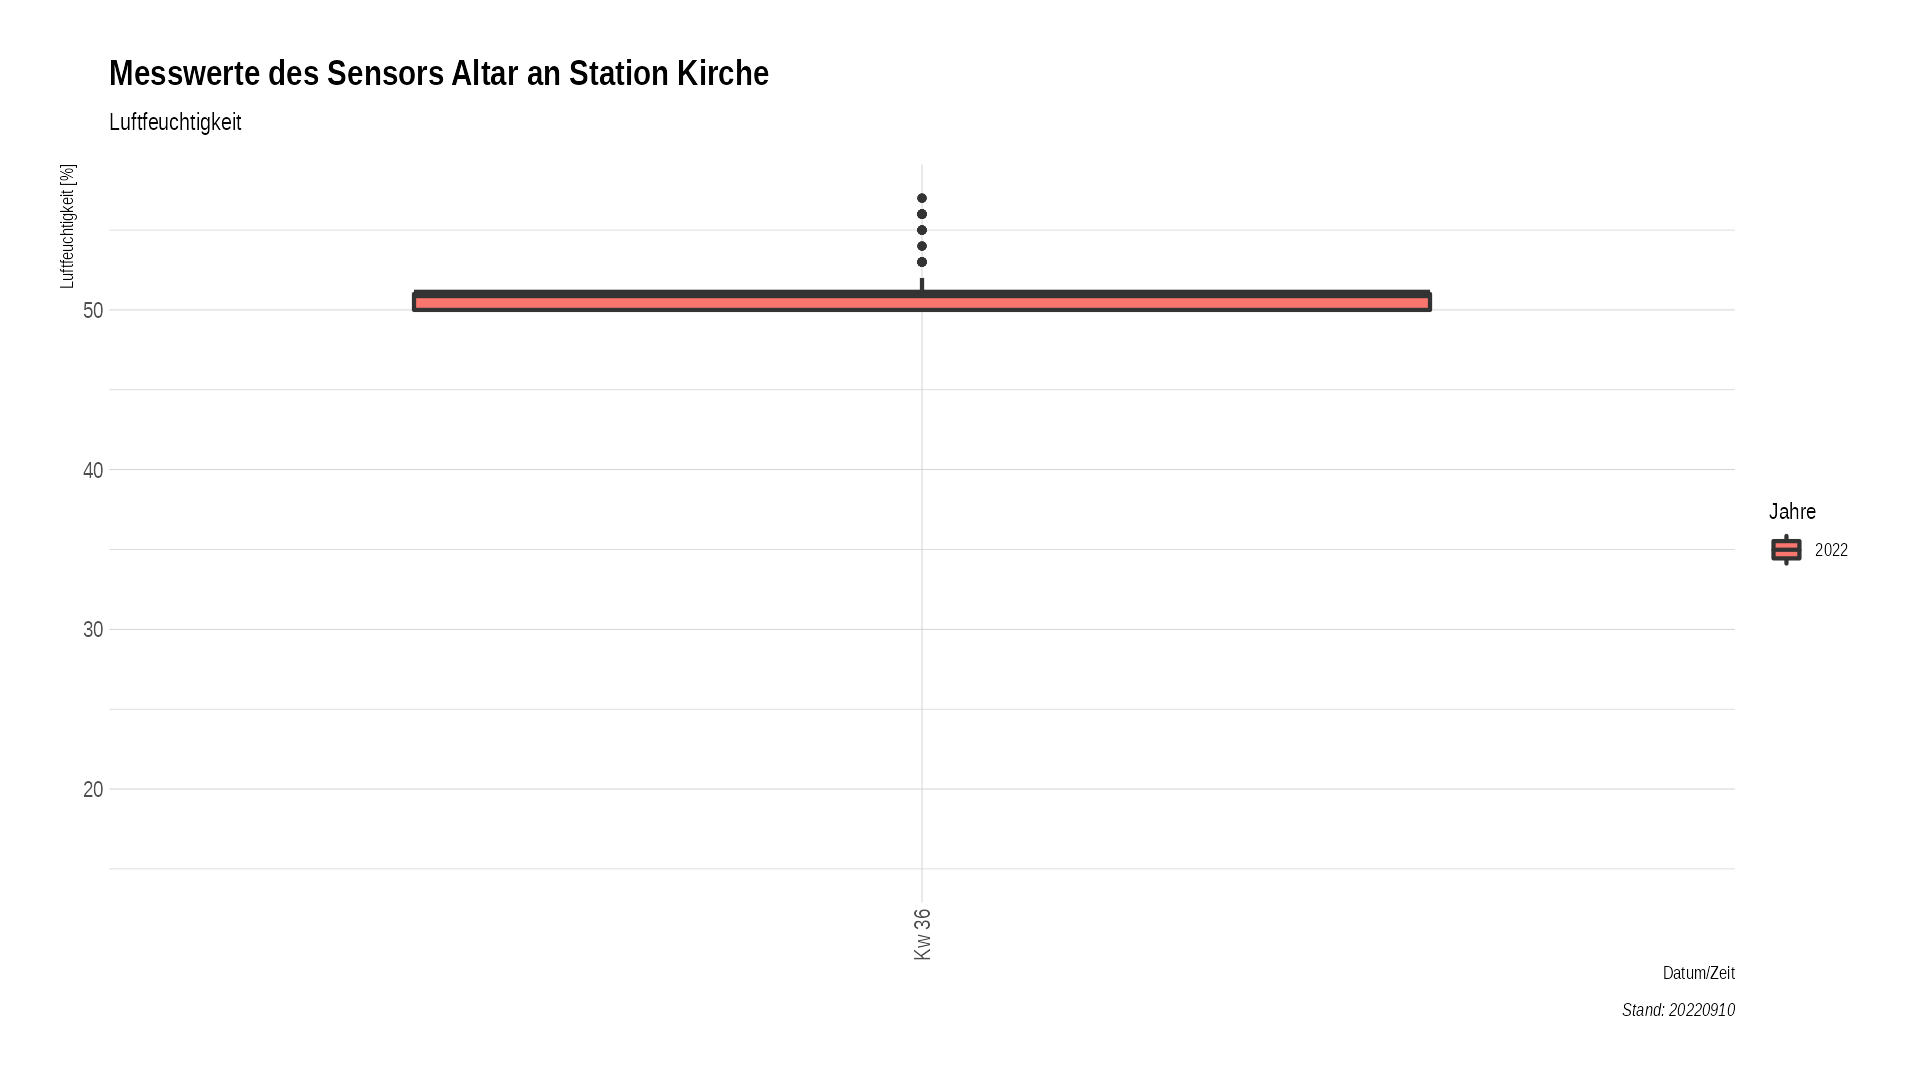 Messwerte des Sensors Altar an Station Kirche
Luftfeuchtigkeit
Luftfeuchtigkeit [%]
50
40
30
20
Kw 36
Jahre
2022
Datum/Zeit
Stand: 20220910